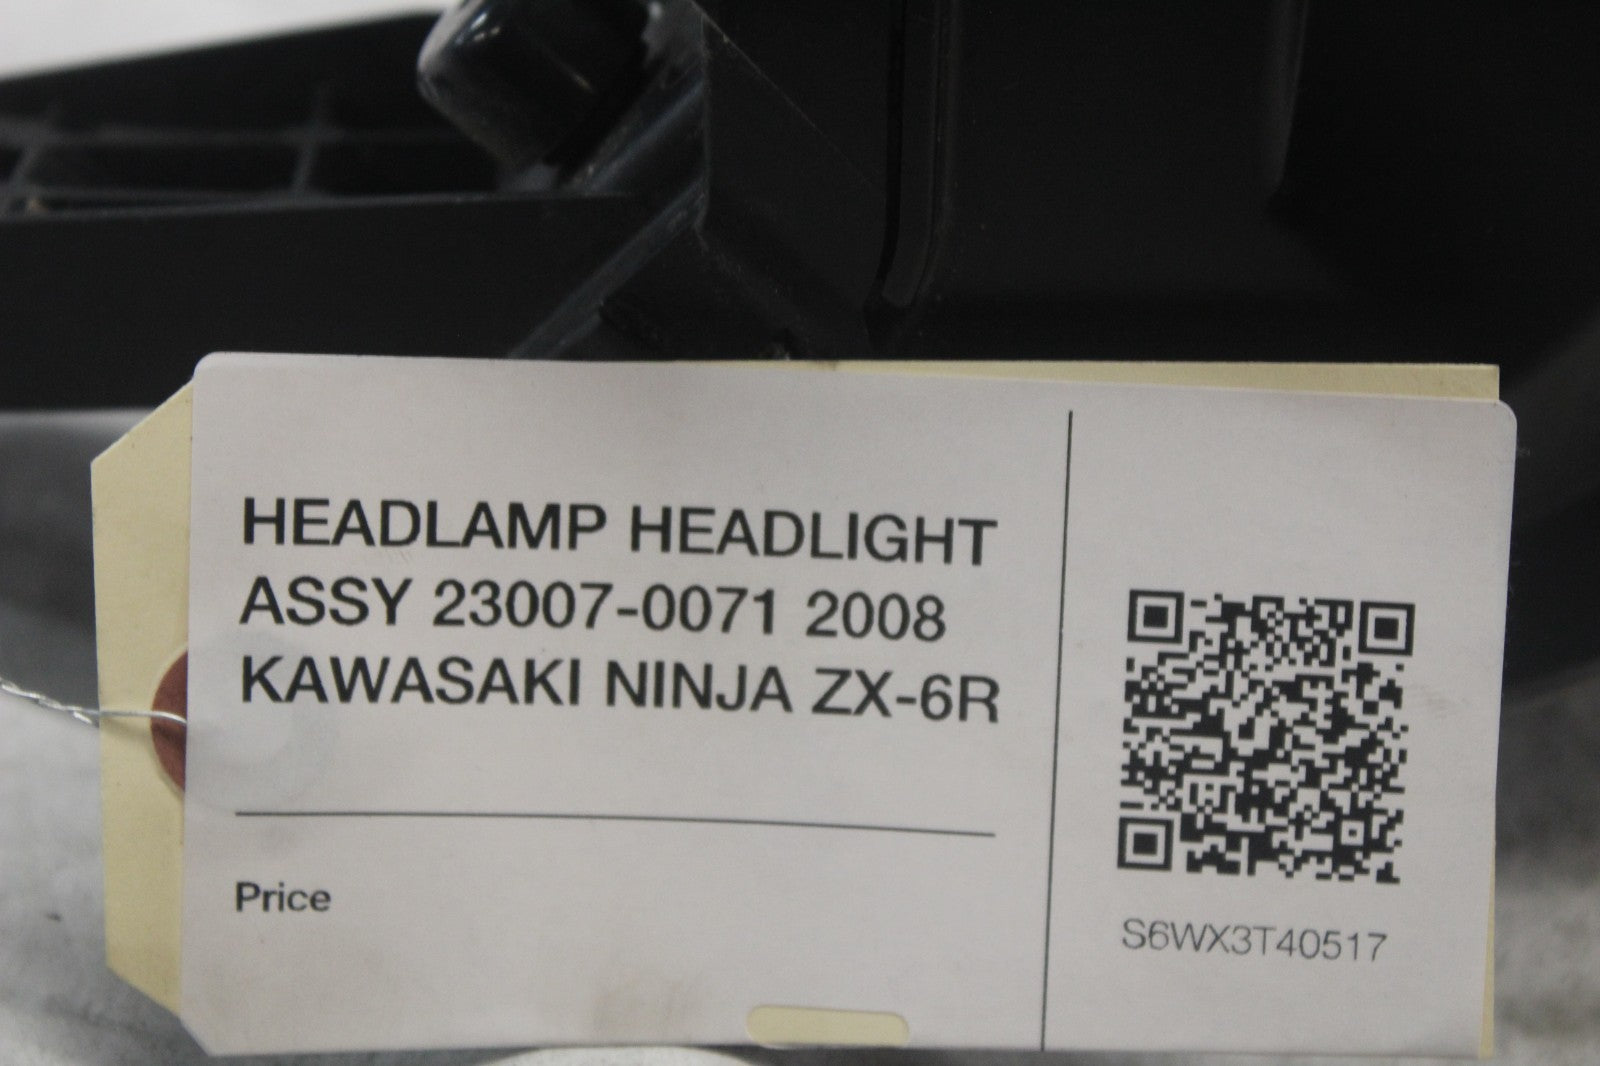 HEADLAMP HEADLIGHT
ASSY 23007-0071 2008
KAWASAKI NINJA ZX-6R
Price
S6WX3T40517